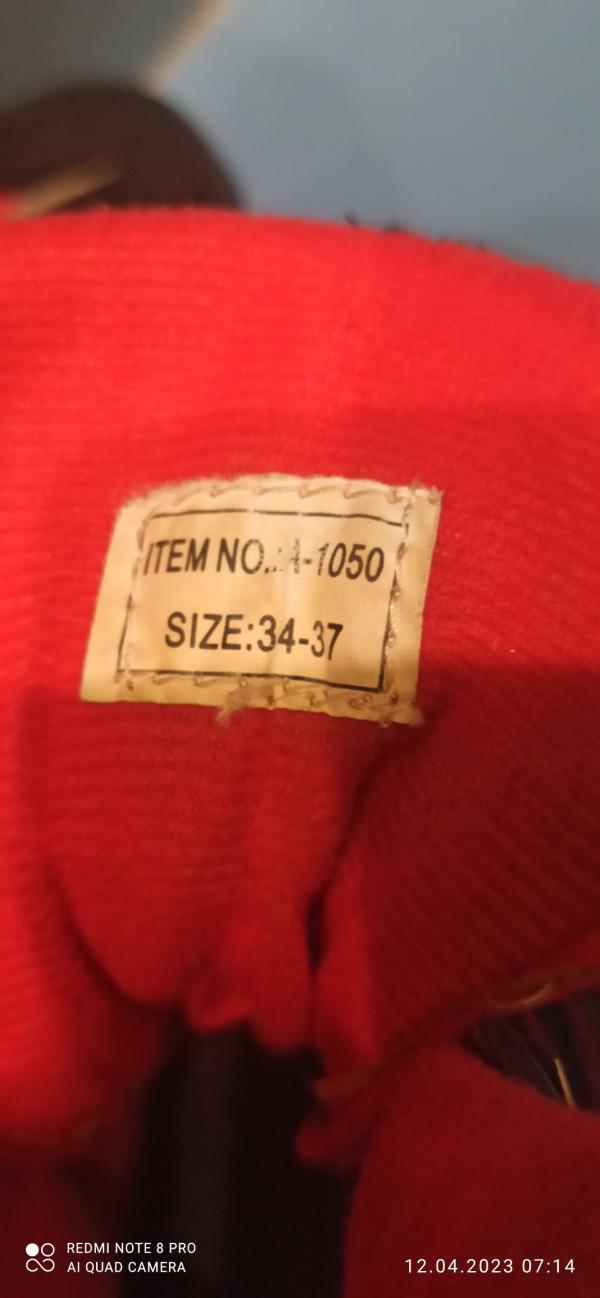 ITEM NO.:A-1050
SIZE:34-37
REDMI NOTE 8 PRO
AI QUAD CAMERA
12.04.2023 07:14